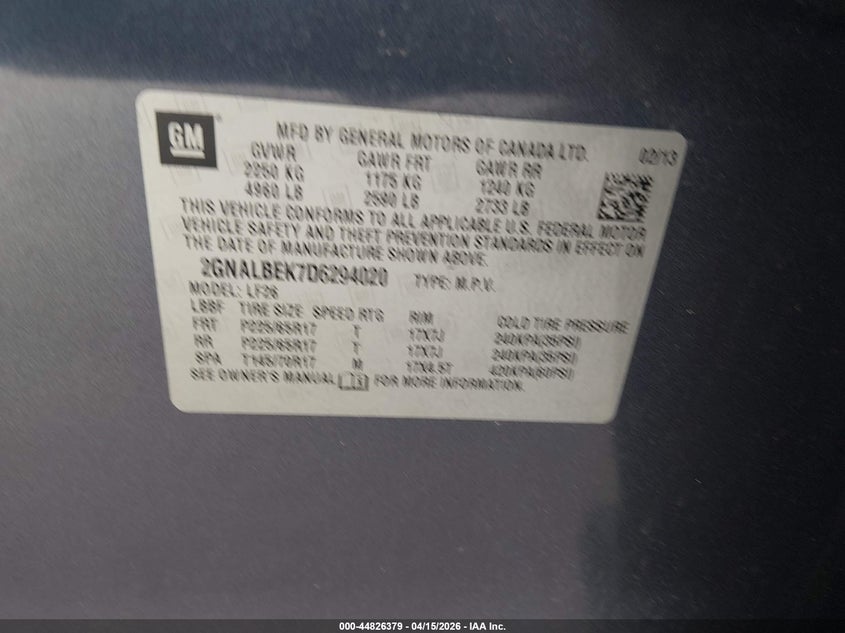 GM
MFD BY GENERAL MOTORS OF CANADA LTD. 02/13
GVWR GAWR FRT GAWR RR
2250 KG 1175 KG 1240 KG
4960 LB 2590 LB 2733 LB
THIS VEHICLE CONFORMS TO ALL APPLICABLE U.S. FEDERAL MOTOR
VEHICLE SAFETY AND THEFT PREVENTION STANDARDS IN EFFECT ON
THE DATE OF MANUFACTURE SHOWN ABOVE.
2GNALBEK7D6294020 TYPE: M.P.V.
MODEL: LF26
LBBF TIRE SIZE SPEED RTG RIM COLD TIRE PRESSURE
FRT P225/65R17 T 17X7J 240KPA(35PSI)
RR P225/65R17 T 17X7J 240KPA(35PSI)
SPA T145/70R17 M 17X4.5T 420KPA(60PSI)
SEE OWNER'S MANUAL FOR MORE INFORMATION.
000-44826379 - 04/15/2026 - IAA Inc.